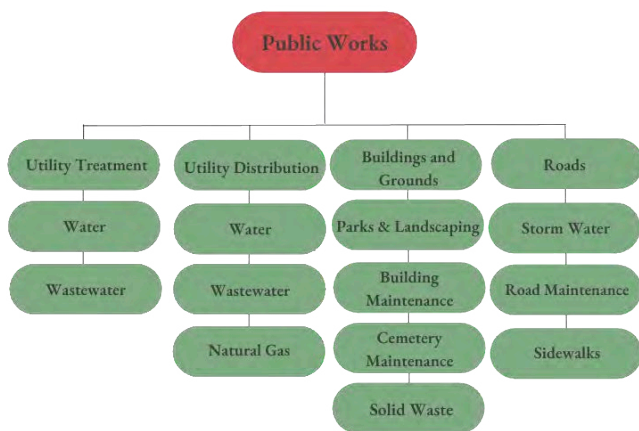 Public Works
Utility Treatment
Water
Wastewater
Utility Distribution
Water
Wastewater
Natural Gas
Buildings and
Grounds
Parks & Landscaping
Building
Maintenance
Cemetery
Maintenance
Solid Waste
Roads
Storm Water
Road Maintenance
Sidewalks